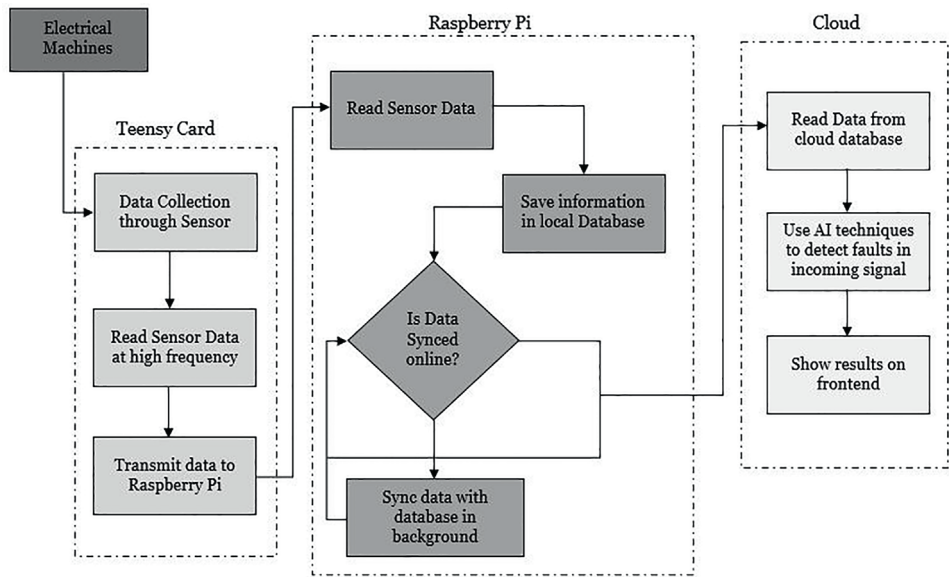 Electrical
Machines
Teensy Card
Data Collection
through Sensor
Read Sensor Data
at high frequency
Transmit data to
Raspberry Pi
Raspberry Pi
Read Sensor Data
Save information
in local Database
Is Data
Synced
online?
Sync data with
database in
background
Cloud
Read Data from
cloud database
Use AI techniques
to detect faults in
incoming signal
Show results on
frontend